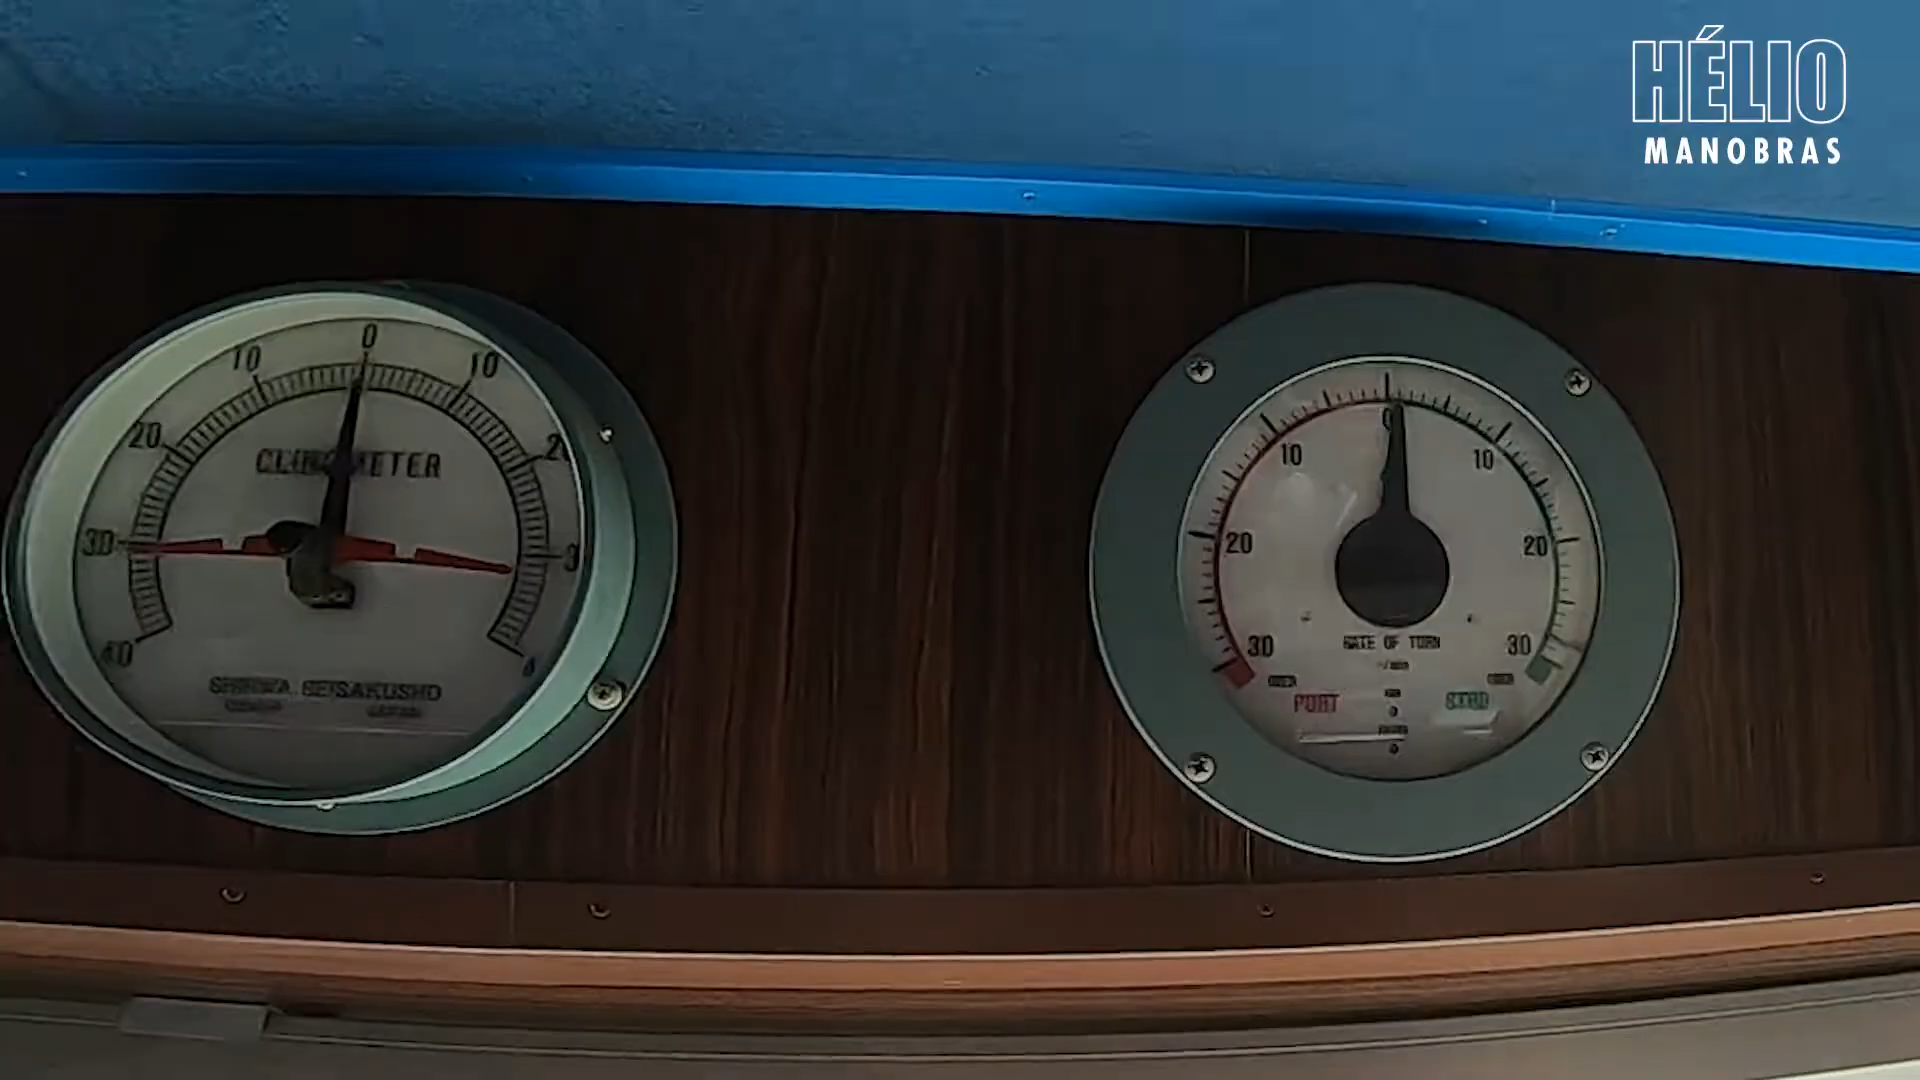 HÉLIO
MANOBRAS
0
10
10
20
CLINOMETER
30
40
SEISAKUSHO
0
10
10
20
20
30
30
RATE OF TURN
PORT
STBD